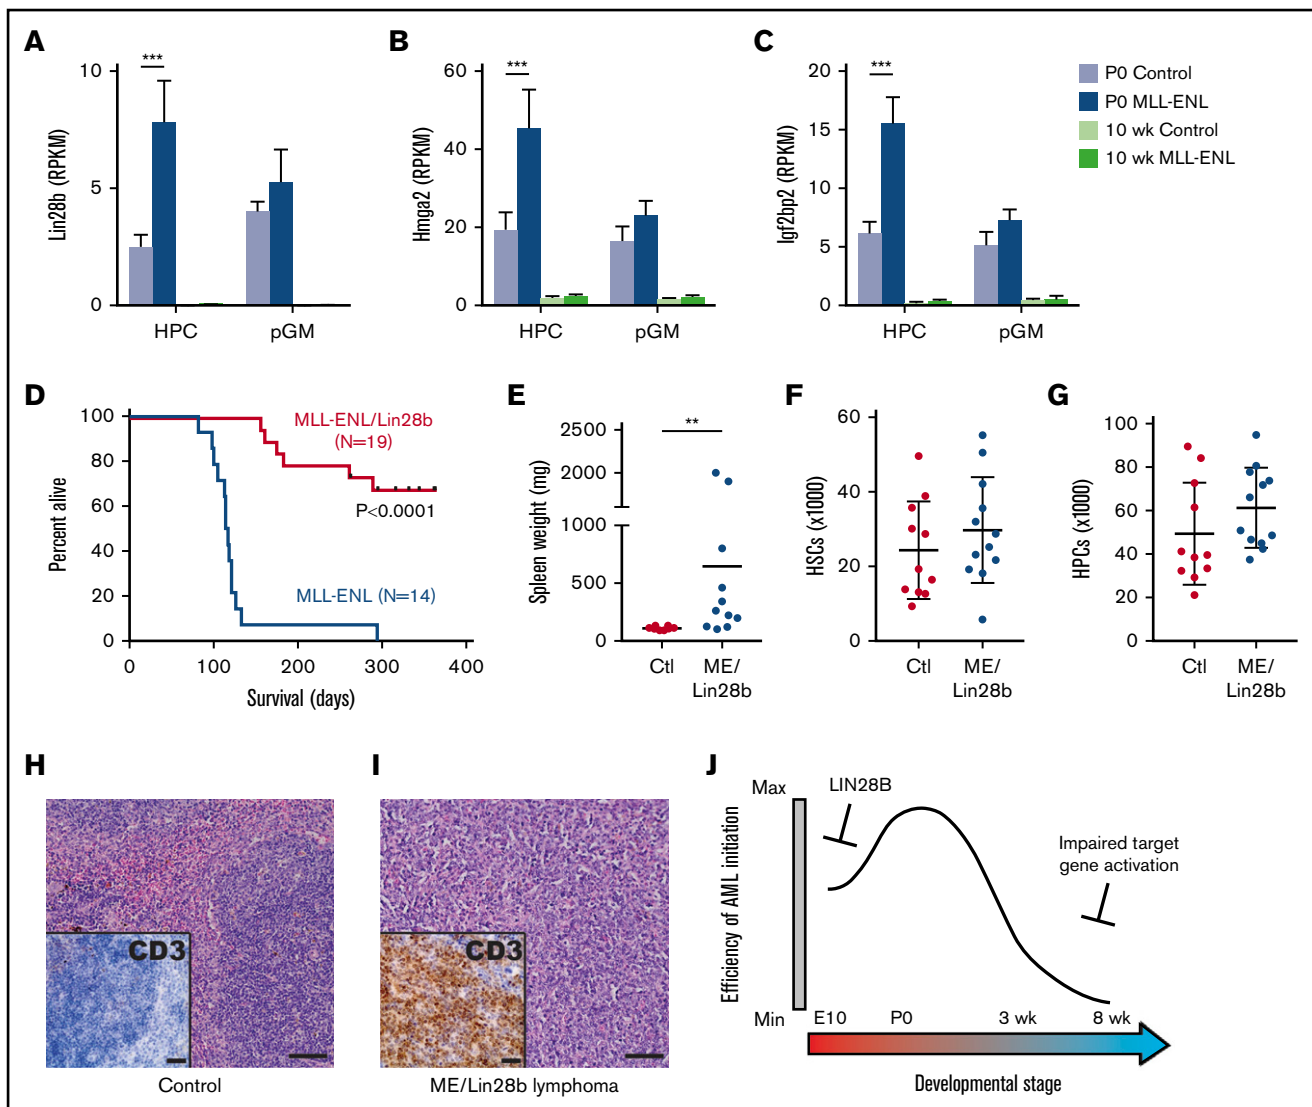 A
B
C
***
***
***
10
5
0
Lin28b (RPKM)
HPC
pGM
60
40
20
0
Hmga2 (RPKM)
HPC
pGM
20
15
10
5
0
Igf2bp2 (RPKM)
HPC
pGM
P0 Control
P0 MLL-ENL
10 wk Control
10 wk MLL-ENL
D
100
80
60
40
20
0
Percent alive
MLL-ENL/Lin28b
(N=19)
P<0.0001
MLL-ENL (N=14)
0
100
200
300
400
Survival (days)
E
**
2500
2000
1000
500
0
Spleen weight (mg)
Ctl
ME/
Lin28b
F
60
40
20
0
HSCs (x1000)
Ctl
ME/
Lin28b
G
100
80
60
40
20
0
HPCs (x1000)
Ctl
ME/
Lin28b
H
CD3
Control
I
CD3
ME/Lin28b lymphoma
J
Max
Min
Efficiency of AML initiation
LIN28B
Impaired target
gene activation
E10
P0
3 wk
8 wk
Developmental stage